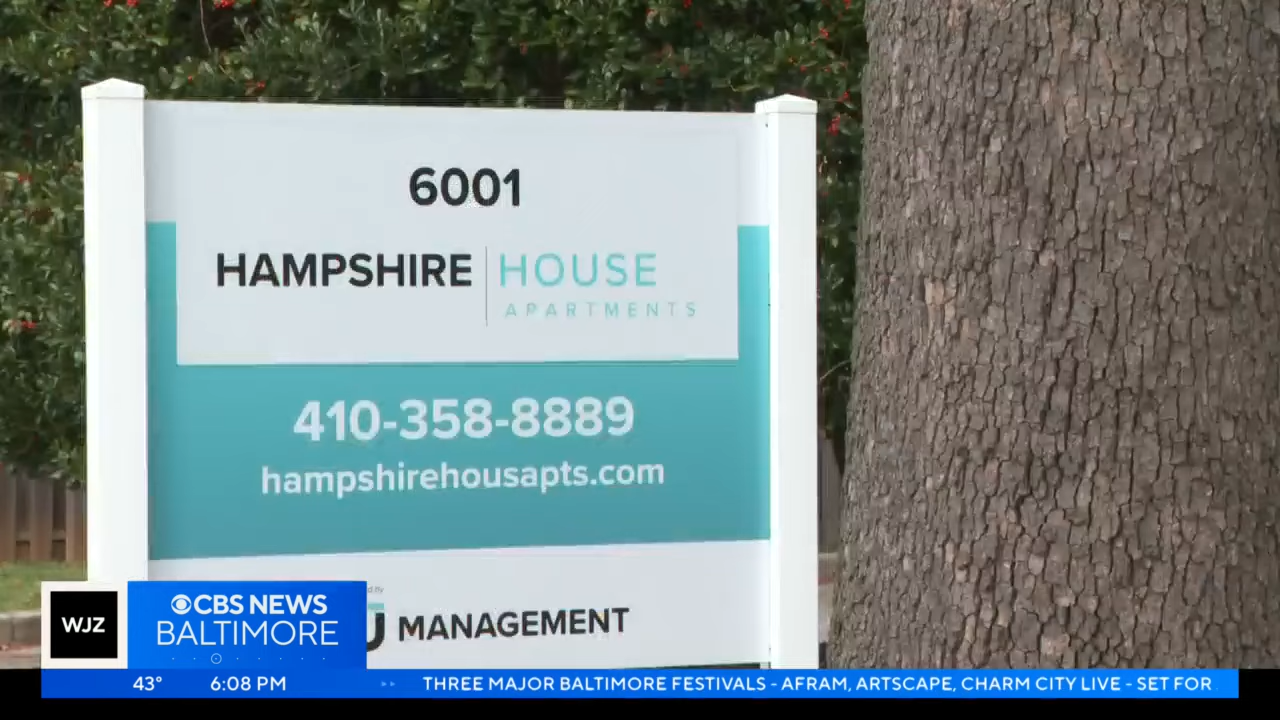 6001
HAMPSHIRE HOUSE
APARTMENTS
410-358-8889
hampshirehousapts.com
MANAGEMENT
WJZ
CBS NEWS
BALTIMORE
43° 6:08 PM THREE MAJOR BALTIMORE FESTIVALS - AFRAM, ARTSCAPE, CHARM CITY LIVE - SET FOR